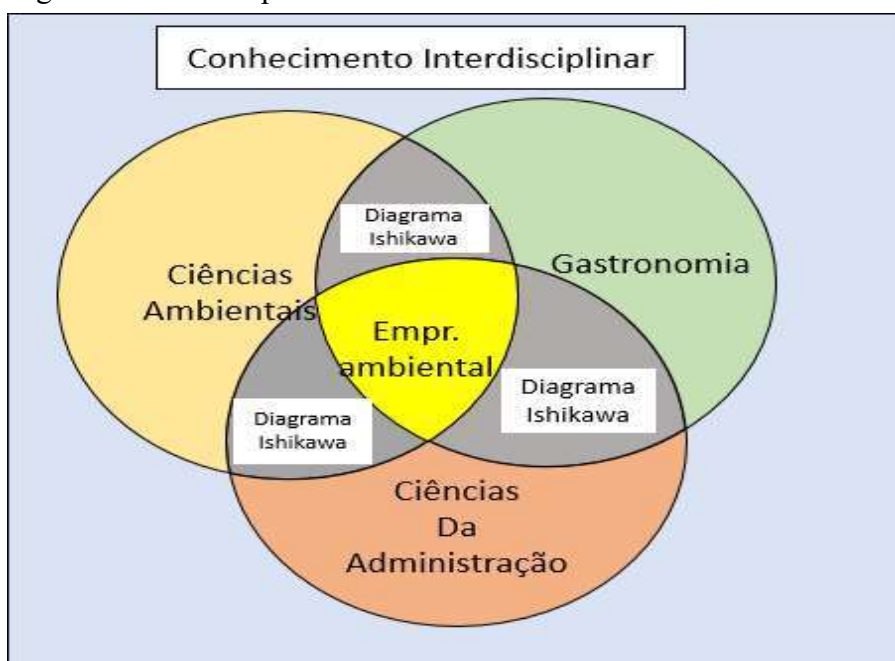 Conhecimento Interdisciplinar
Diagrama
Ishikawa
Ciências
Ambientais
Gastronomia
Empr.
ambiental
Diagrama
Ishikawa
Diagrama
Ishikawa
Ciências
Da
Administração